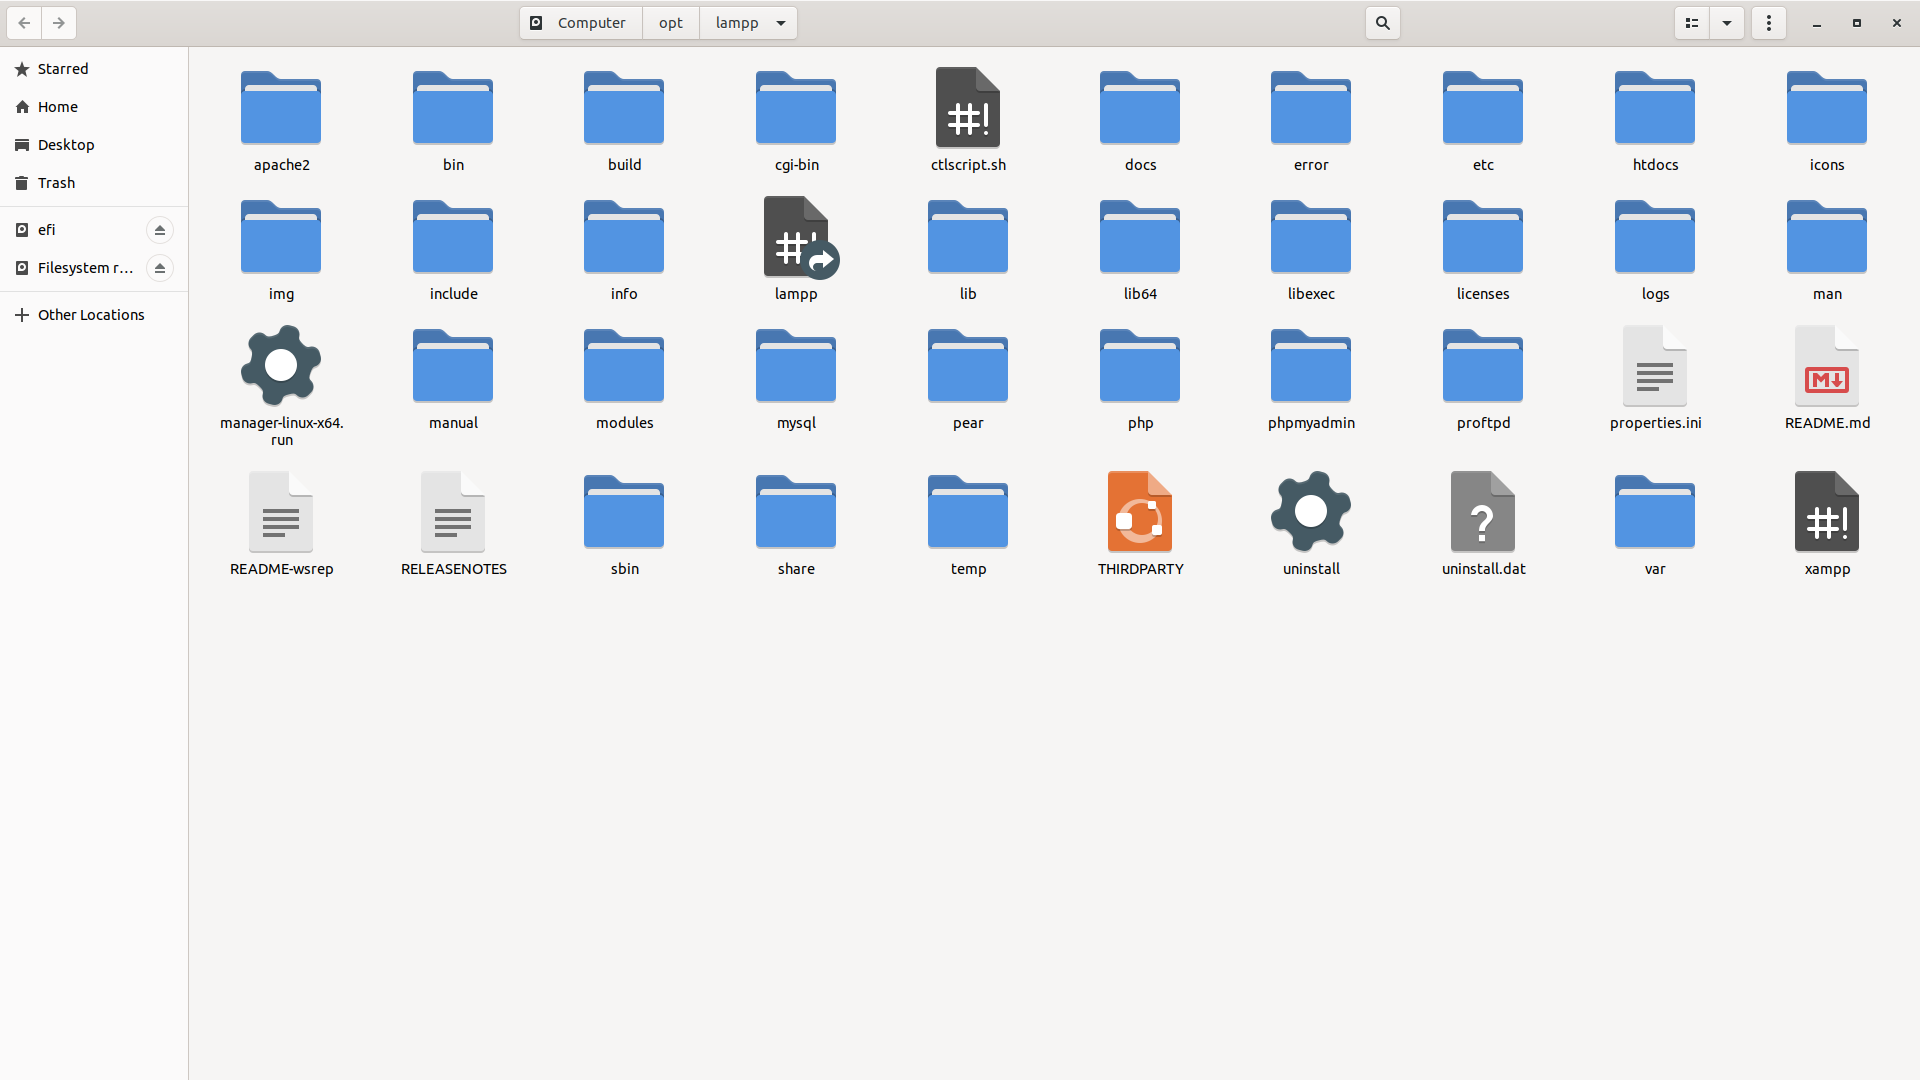 Computer opt lampp
Starred
Home
Desktop
Trash
efi
Filesystem r...
Other Locations
apache2 bin build cgi-bin ctlscript.sh docs error etc htdocs icons
img include info lampp lib lib64 libexec licenses logs man
manager-linux-x64. manual modules mysql pear php phpmyadmin proftpd properties.ini README.md
run
README-wsrep RELEASENOTES sbin share temp THIRDPARTY uninstall uninstall.dat var xampp